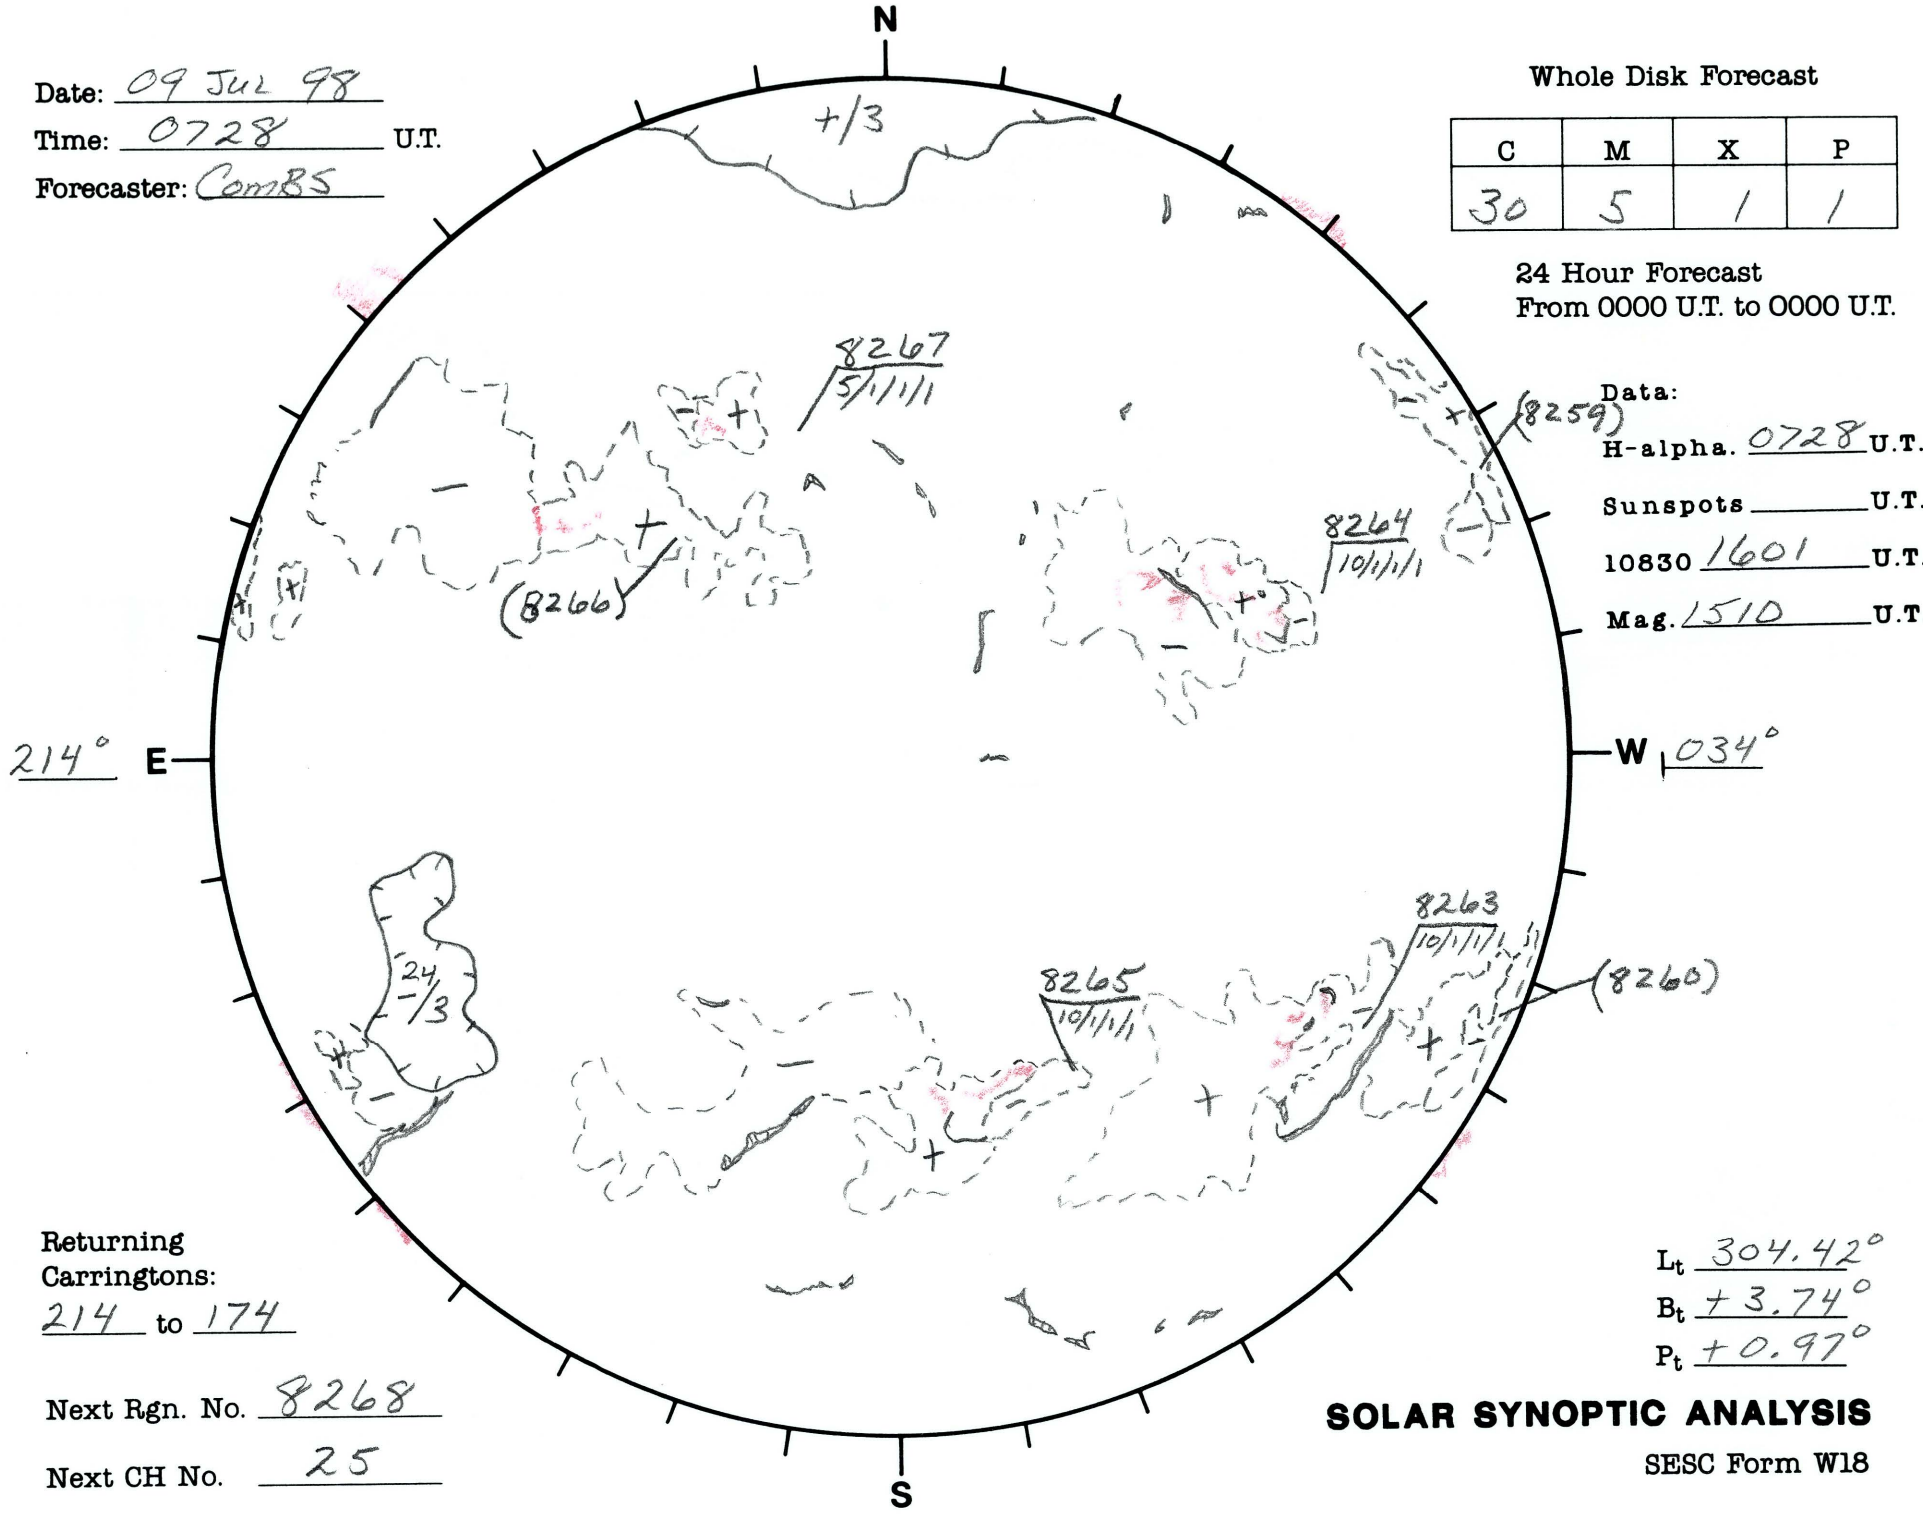 N
Date: 09 Jul 98
Time: 0728 U.T.
Forecaster: ComBS
Whole Disk Forecast
C M X P
30 5 1 1
24 Hour Forecast
From 0000 U.T. to 0000 U.T.
Data:
H-alpha. 0728 U.T.
Sunspots U.T.
10830 1601 U.T.
Mag. 1510 U.T
+/3
8267
5/1/1/1
(8259)
- +
- +
-
+
8264
10/1/1/1
-
(8266)
+
+
+
-
214° E
W 034°
8263
10/1/1/1
24
-/3
8265
10/1/1/1
(8260)
+
-
-
-
+
-
+
-
+
-
Returning
Carringtons:
214 to 174
Next Rgn. No. 8268
Next CH No. 25
S
Lt 304.42°
Bt + 3.74°
Pt + 0.97°
SOLAR SYNOPTIC ANALYSIS
SESC Form W18